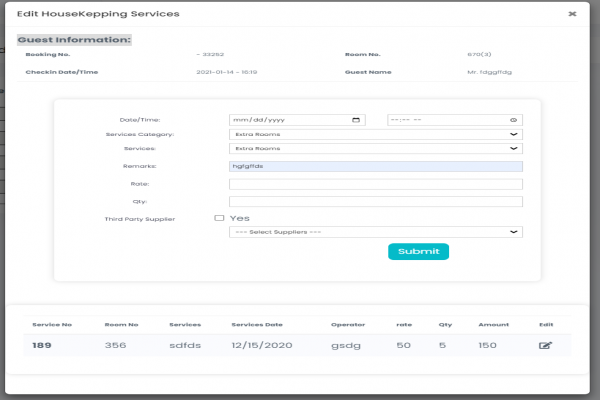 Edit HouseKepping Services ✖
Guest Information:
Booking No. - 33252 Room No. 670(3)
Checkin Date/Time 2021-01-14 - 16:19 Guest Name Mr. fdggffdg
Date/Time: mm/dd/yyyy --:-- --
Services Category: Extra Rooms
Services: Extra Rooms
Remarks: hgfgffds
Rate:
Qty:
Third Party Supplier Yes
--- Select Suppliers ---
Submit
Service No Room No Services Services Date Operator rate Qty Amount Edit
189 356 sdfds 12/15/2020 gsdg 50 5 150